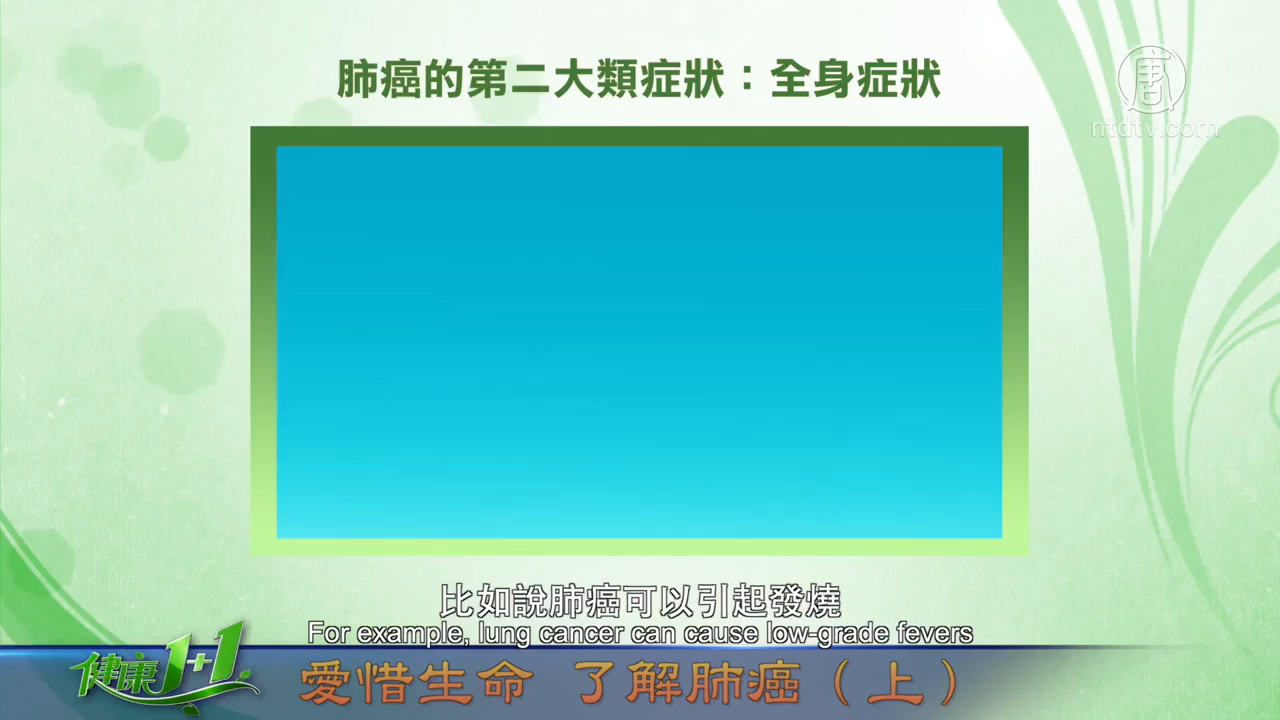 肺癌的第二大類症狀：全身症狀
唐
ntdtv.com
比如說肺癌可以引起發燒
For example, lung cancer can cause low-grade fevers
健康1+1
愛惜生命 了解肺癌（上）